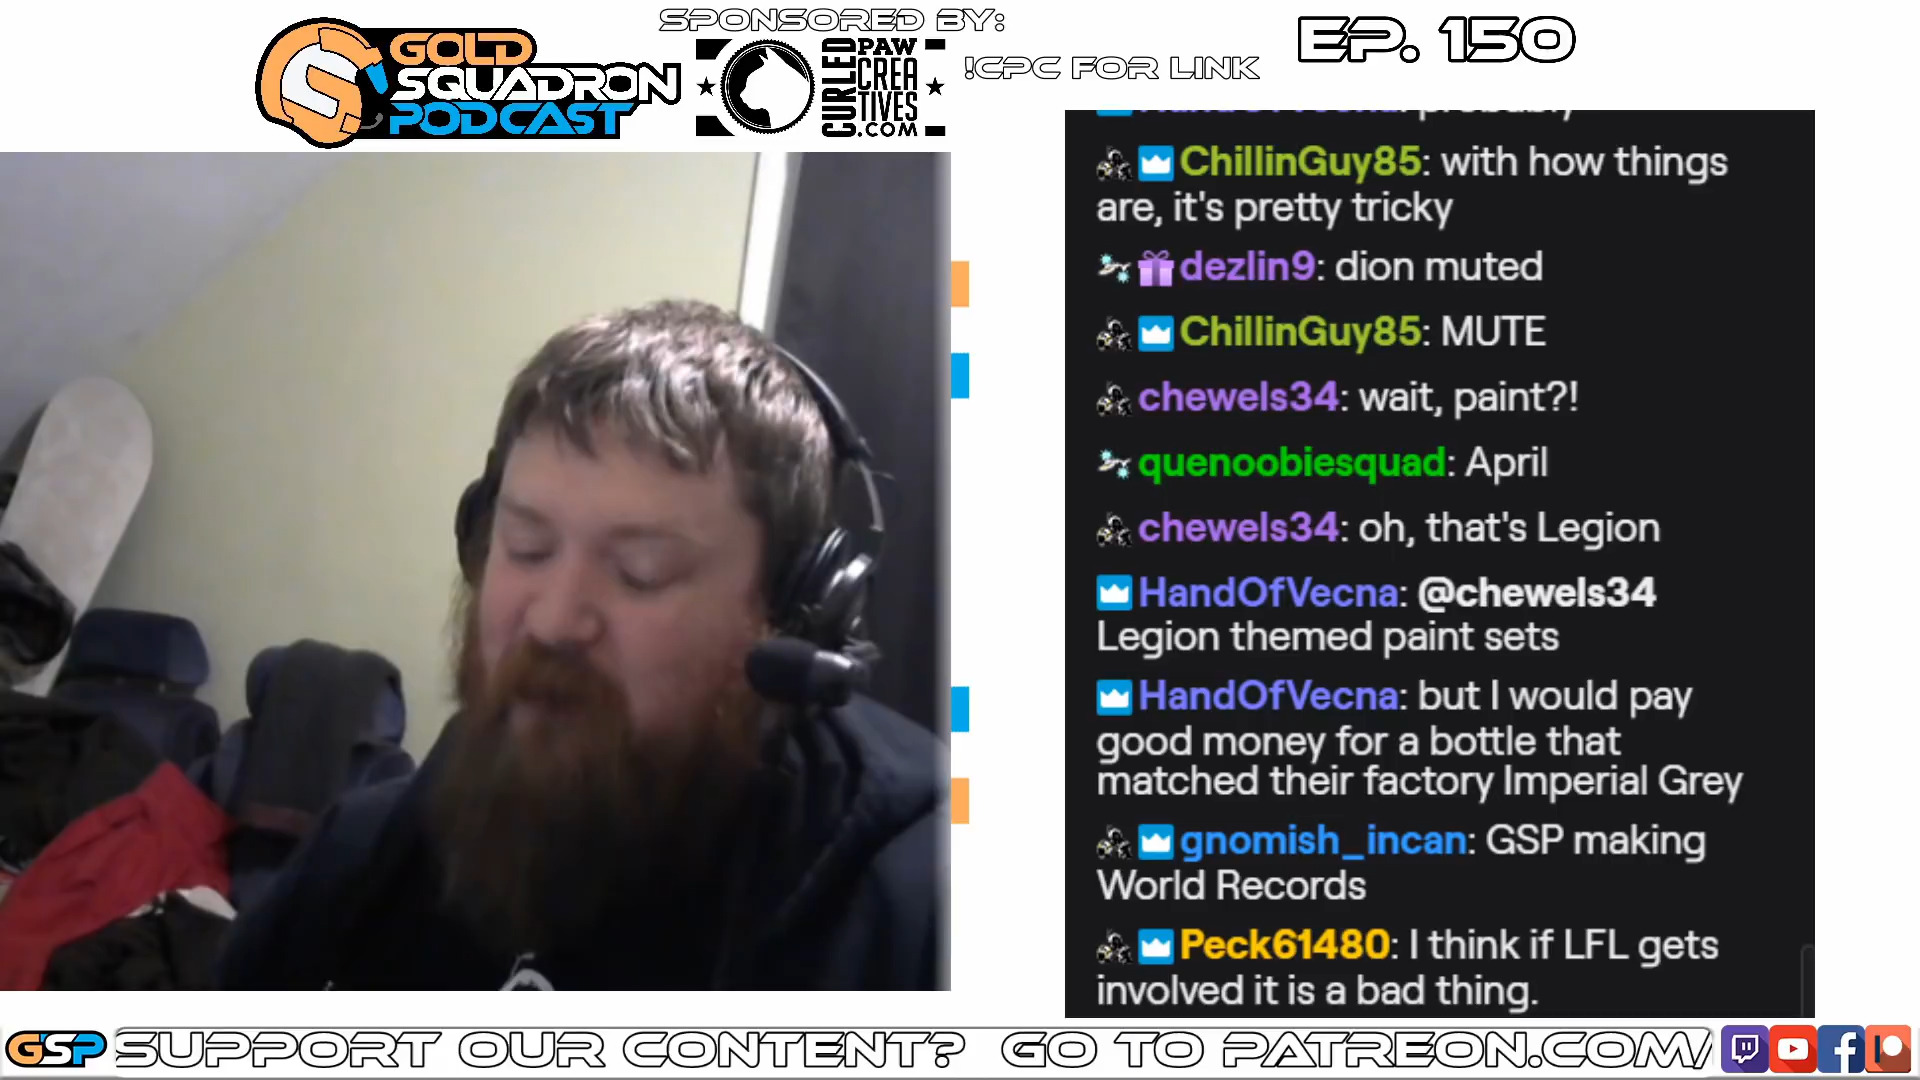 SPONSORED BY:
GOLD
SQUADRON
PODCAST
CURLED
PAW
CREA
TIVES
.COM
!CPC FOR LINK
EP. 150
ChillinGuy85: with how things
are, it's pretty tricky
dezlin9: dion muted
ChillinGuy85: MUTE
chewels34: wait, paint?!
quenoobiesquad: April
chewels34: oh, that's Legion
HandOfVecna: @chewels34
Legion themed paint sets
HandOfVecna: but I would pay
good money for a bottle that
matched their factory Imperial Grey
gnomish_incan: GSP making
World Records
Peck61480: I think if LFL gets
involved it is a bad thing.
GSP SUPPORT OUR CONTENT? GO TO PATREON.COM/